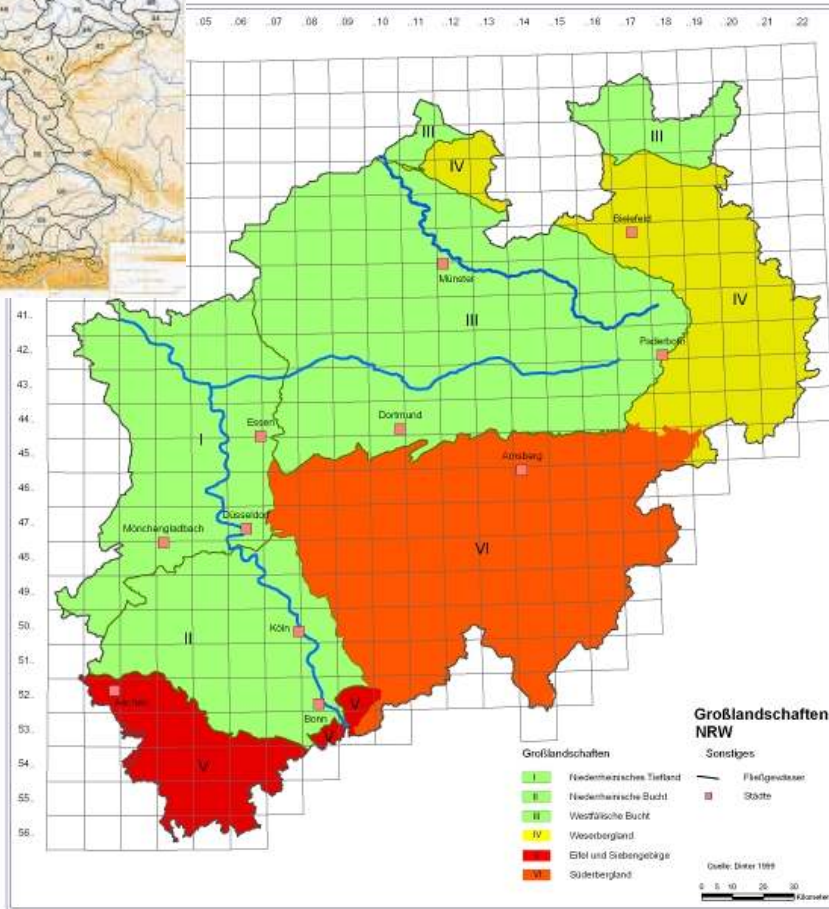 ..05 ..06 ..07 ..08 ..09 ..10 ..11 ..12 ..13 ..14 ..15 ..16 ..17 ..18 ..19 ..20 ..21 ..22
III
III
IV
Bielefeld
Münster
IV
41..
III
42..
Paderborn
43..
44..
Essen
Dortmund
I
45..
Arnsberg
46..
47..
Düsseldorf
Mönchengladbach
48..
VI
49..
50..
Köln
II
51..
52..
Aachen
V
Bonn
53..
V
V
54..
55..
56..
Großlandschaften
NRW
Großlandschaften
Sonstiges
I Niederrheinisches Tiefland
Fließgewässer
II Niederrheinische Bucht
Städte
III Westfälische Bucht
IV Weserbergland
V Eifel und Siebengebirge
VI Süderbergland
Quelle: Dinter 1999
0 5 10 20 30
Kilometer